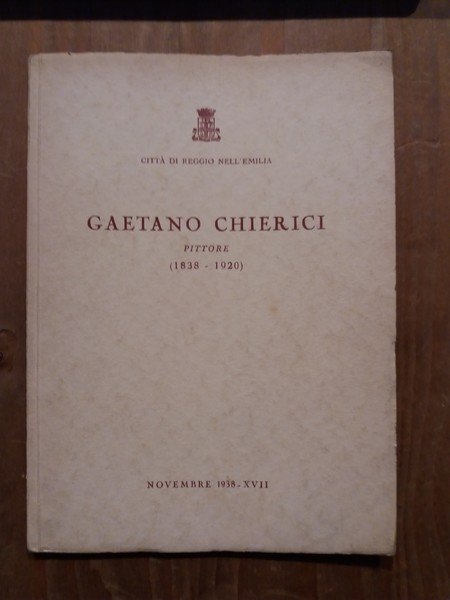 CITTÀ DI REGGIO NELL'EMILIA
GAETANO CHIERICI
PITTORE
(1838 - 1920)
NOVEMBRE 1938 - XVII